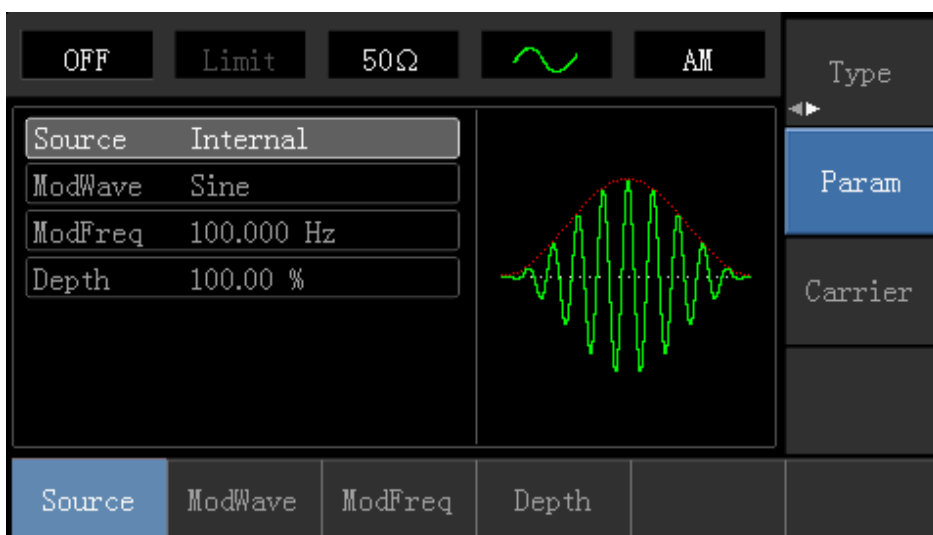 OFF Limit 50Ω AM
Type
Source Internal
ModWave Sine
Param
ModFreq 100.000 Hz
Depth 100.00 %
Carrier
Source ModWave ModFreq Depth